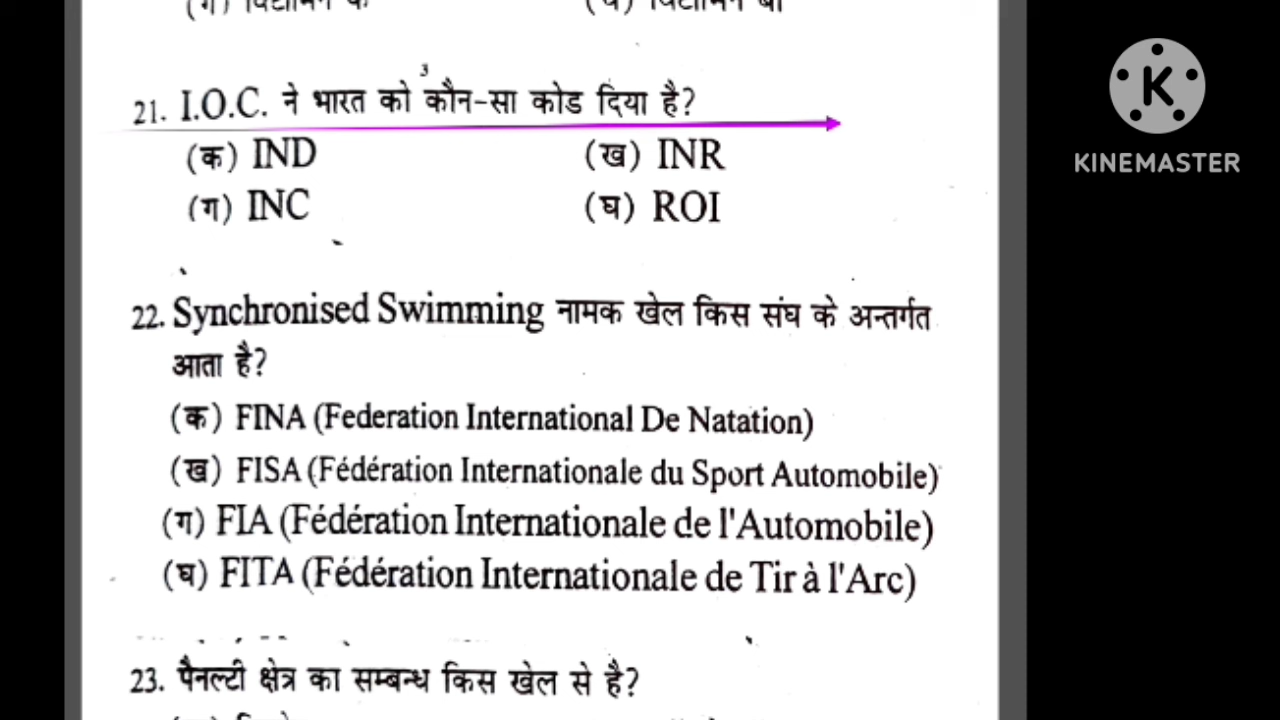 21. I.O.C. ने भारत को कौन-सा कोड दिया है?
(क) IND (ख) INR
(ग) INC (घ) ROI
22. Synchronised Swimming नामक खेल किस संघ के अन्तर्गत
आता है?
(क) FINA (Federation International De Natation)
(ख) FISA (Fédération Internationale du Sport Automobile)
(ग) FIA (Fédération Internationale de l'Automobile)
(घ) FITA (Fédération Internationale de Tir à l'Arc)
23. पैनल्टी क्षेत्र का सम्बन्ध किस खेल से है?
K
KINEMASTER